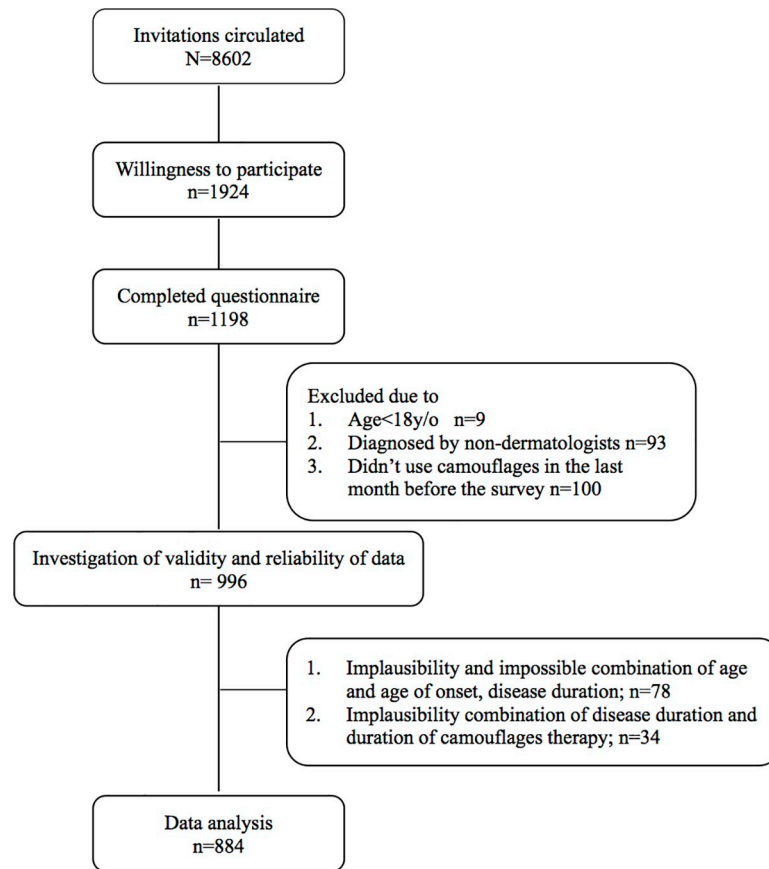 Invitations circulated
N=8602
Willingness to participate
n=1924
Completed questionnaire
n=1198
Excluded due to
1. Age<18y/o n=9
2. Diagnosed by non-dermatologists n=93
3. Didn't use camouflages in the last
month before the survey n=100
Investigation of validity and reliability of data
n= 996
1. Implausibility and impossible combination of age
and age of onset, disease duration; n=78
2. Implausibility combination of disease duration and
duration of camouflages therapy; n=34
Data analysis
n=884